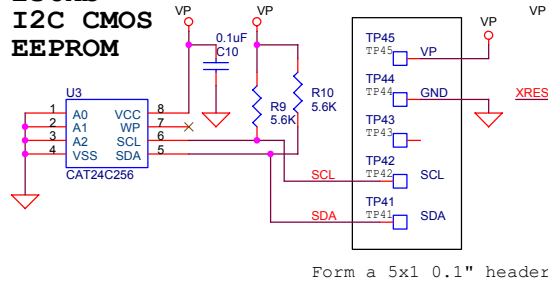 I2C CMOS
EEPROM
VP
VP
VP
VP
0.1uF
C10
R9
5.6K
R10
5.6K
U3
1 A0 VCC 8
2 A1 WP 7
3 A2 SCL 6
4 VSS SDA 5
CAT24C256
TP45
TP45 VP
TP44
TP44 GND
XRES
TP43
TP43
TP42
SCL TP42 SCL
TP41
SDA TP41 SDA
Form a 5x1 0.1" header